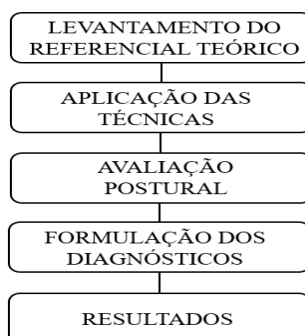 LEVANTAMENTO DO
REFERENCIAL TEÓRICO
APLICAÇÃO DAS
TÉCNICAS
AVALIAÇÃO
POSTURAL
FORMULAÇÃO DOS
DIAGNÓSTICOS
RESULTADOS